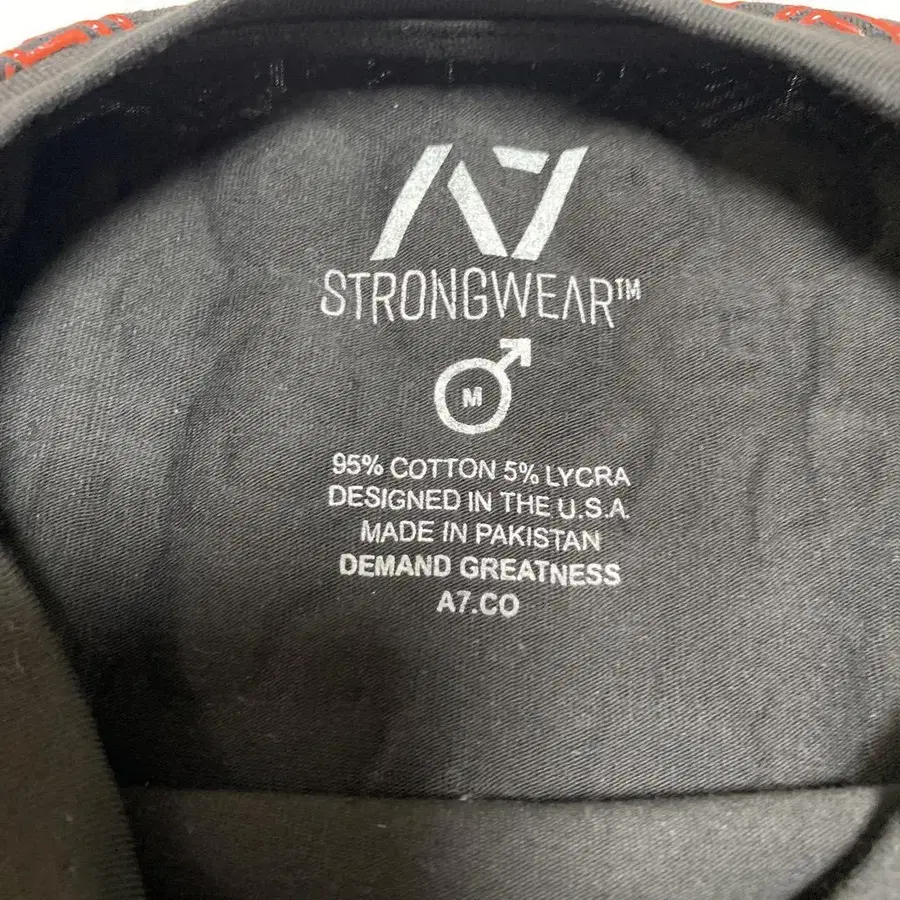 A7
STRONGWEAR™
M
95% COTTON 5% LYCRA
DESIGNED IN THE U.S.A.
MADE IN PAKISTAN
DEMAND GREATNESS
A7.CO